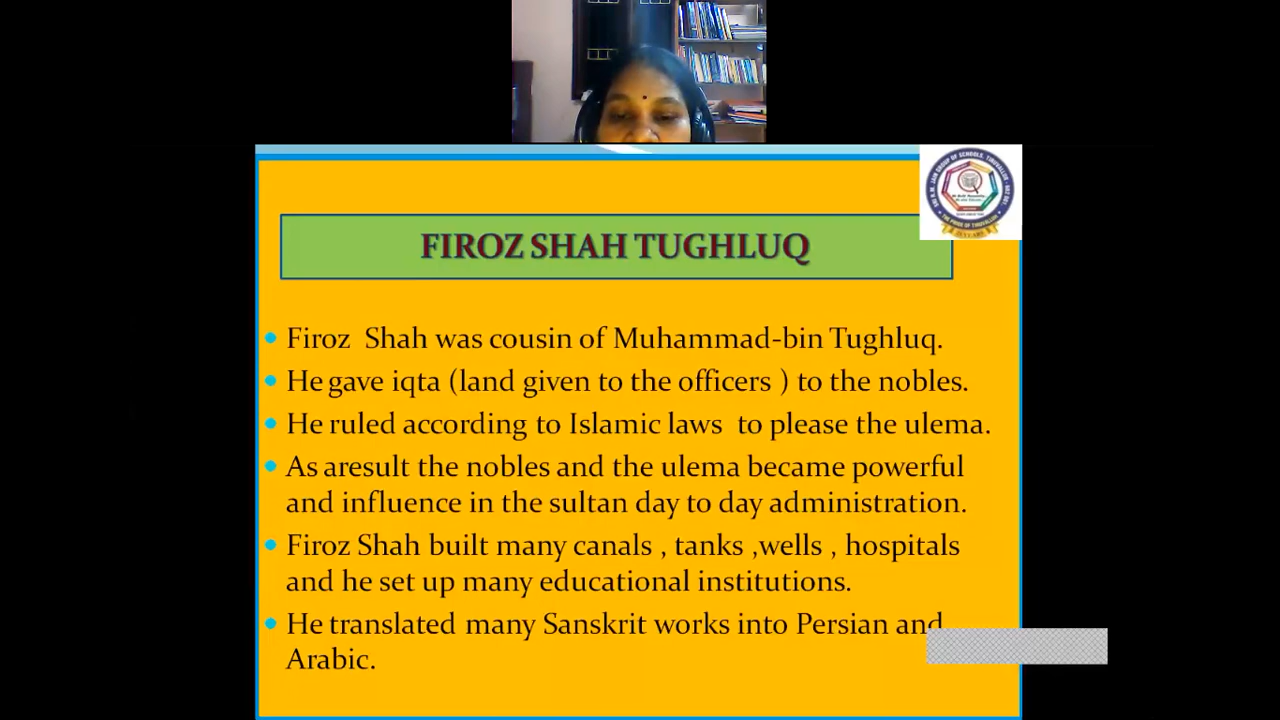 FIROZ SHAH TUGHLUQ
Firoz Shah was cousin of Muhammad-bin Tughluq.
He gave iqta (land given to the officers ) to the nobles.
He ruled according to Islamic laws to please the ulema.
As aresult the nobles and the ulema became powerful
and influence in the sultan day to day administration.
Firoz Shah built many canals , tanks ,wells , hospitals
and he set up many educational institutions.
He translated many Sanskrit works into Persian and
Arabic.